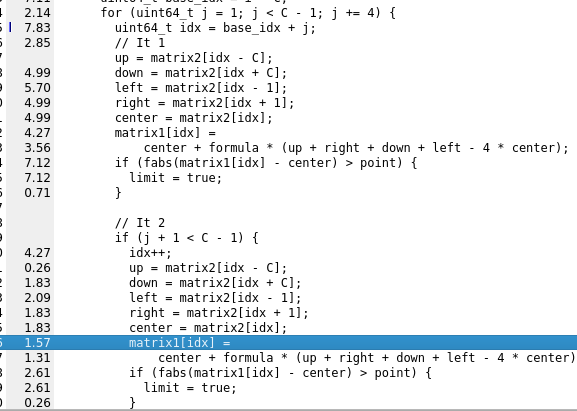 2.14 for (uint64_t j = 1; j < C - 1; j += 4) {
7.83 uint64_t idx = base_idx + j;
2.85 // It 1
up = matrix2[idx - C];
4.99 down = matrix2[idx + C];
5.70 left = matrix2[idx - 1];
4.99 right = matrix2[idx + 1];
4.99 center = matrix2[idx];
4.27 matrix1[idx] =
3.56 center + formula * (up + right + down + left - 4 * center);
7.12 if (fabs(matrix1[idx] - center) > point) {
7.12 limit = true;
0.71 }
// It 2
if (j + 1 < C - 1) {
4.27 idx++;
0.26 up = matrix2[idx - C];
1.83 down = matrix2[idx + C];
2.09 left = matrix2[idx - 1];
1.83 right = matrix2[idx + 1];
1.83 center = matrix2[idx];
1.57 matrix1[idx] =
1.31 center + formula * (up + right + down + left - 4 * center)
2.61 if (fabs(matrix1[idx] - center) > point) {
2.61 limit = true;
0.26 }